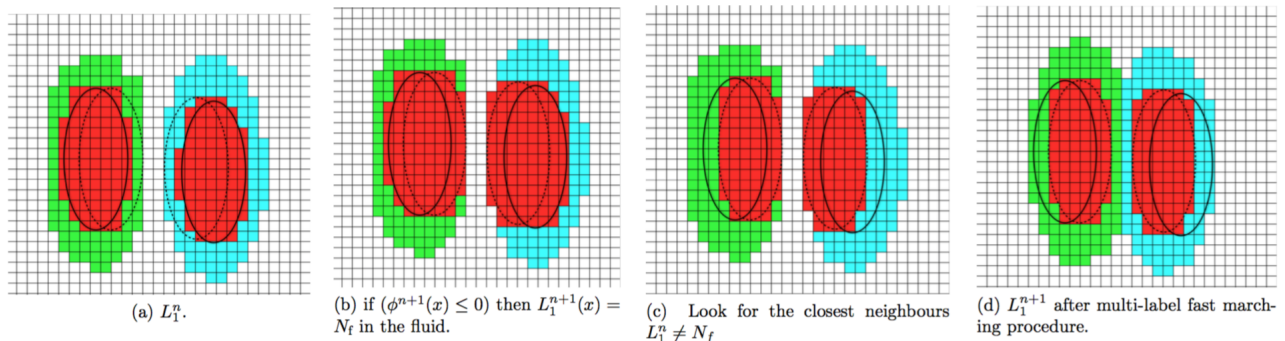 (a) $L_1^n$.
(b) if ($\phi^{n+1}(x) \leq 0$) then $L_1^{n+1}(x) =$
$N_{\mathrm{f}}$ in the fluid.
(c) Look for the closest neighbours
$L_1^n \neq N_f$
(d) $L_1^{n+1}$ after multi-label fast march-
ing procedure.